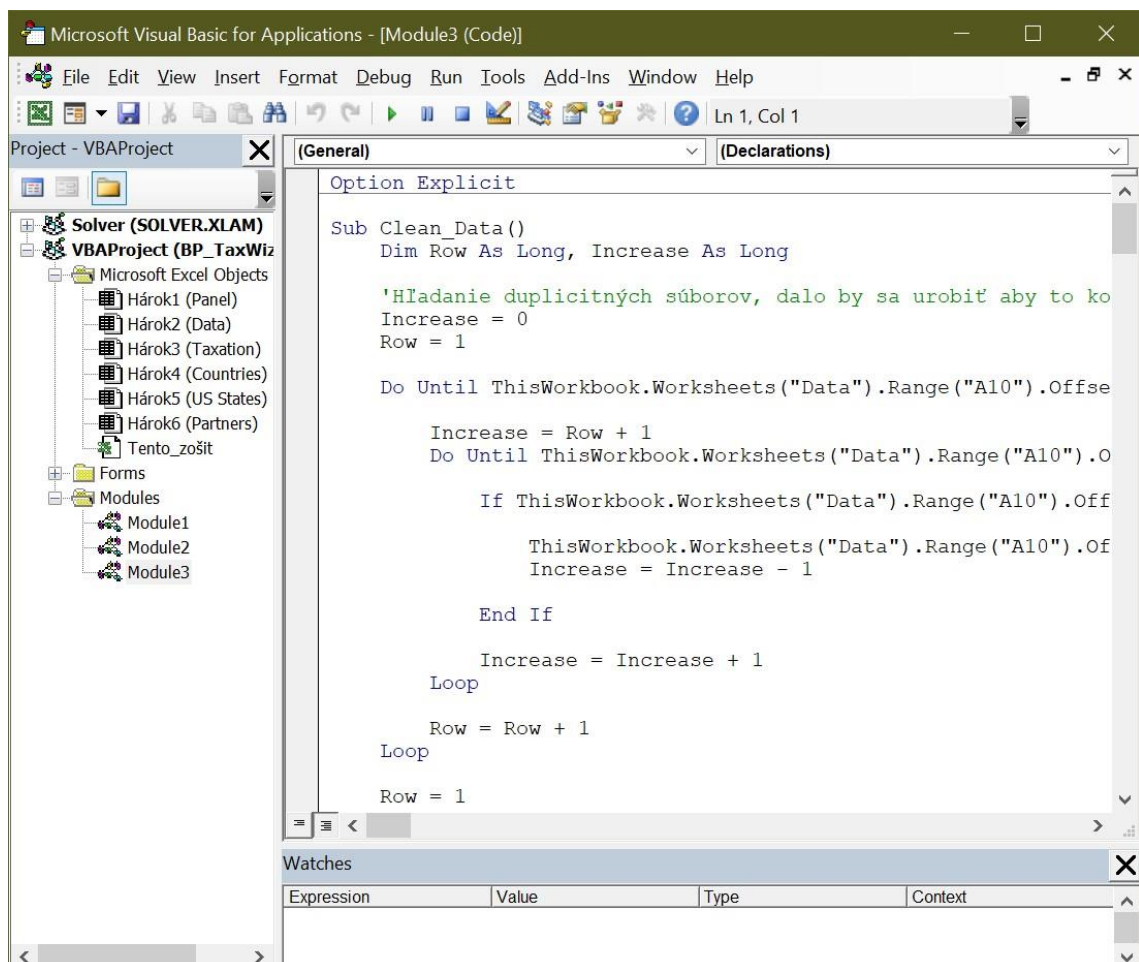 Microsoft Visual Basic for Applications - [Module3 (Code)]
File Edit View Insert Format Debug Run Tools Add-Ins Window Help
Ln 1, Col 1
Project - VBAProject
Solver (SOLVER.XLAM)
VBAProject (BP_TaxWiz
Microsoft Excel Objects
Hárok1 (Panel)
Hárok2 (Data)
Hárok3 (Taxation)
Hárok4 (Countries)
Hárok5 (US States)
Hárok6 (Partners)
Tento_zošit
Forms
Modules
Module1
Module2
Module3
(General) (Declarations)
Option Explicit
Sub Clean_Data()
Dim Row As Long, Increase As Long
'Hľadanie duplicitných súborov, dalo by sa urobiť aby to ko
Increase = 0
Row = 1
Do Until ThisWorkbook.Worksheets("Data").Range("A10").Offse
Increase = Row + 1
Do Until ThisWorkbook.Worksheets("Data").Range("A10").O
If ThisWorkbook.Worksheets("Data").Range("A10").Off
ThisWorkbook.Worksheets("Data").Range("A10").Of
Increase = Increase - 1
End If
Increase = Increase + 1
Loop
Row = Row + 1
Loop
Row = 1
Watches
Expression Value Type Context